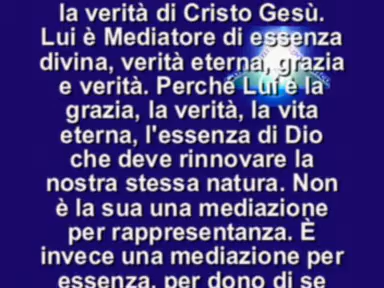 la verità di Cristo Gesù.
Lui è Mediatore di essenza
divina, verità eterna, grazia
e verità. Perché Lui è la
grazia, la verità, la vita
eterna, l'essenza di Dio
che deve rinnovare la
nostra stessa natura. Non
è la sua una mediazione
per rappresentanza. È
invece una mediazione per
essenza, per dono di se